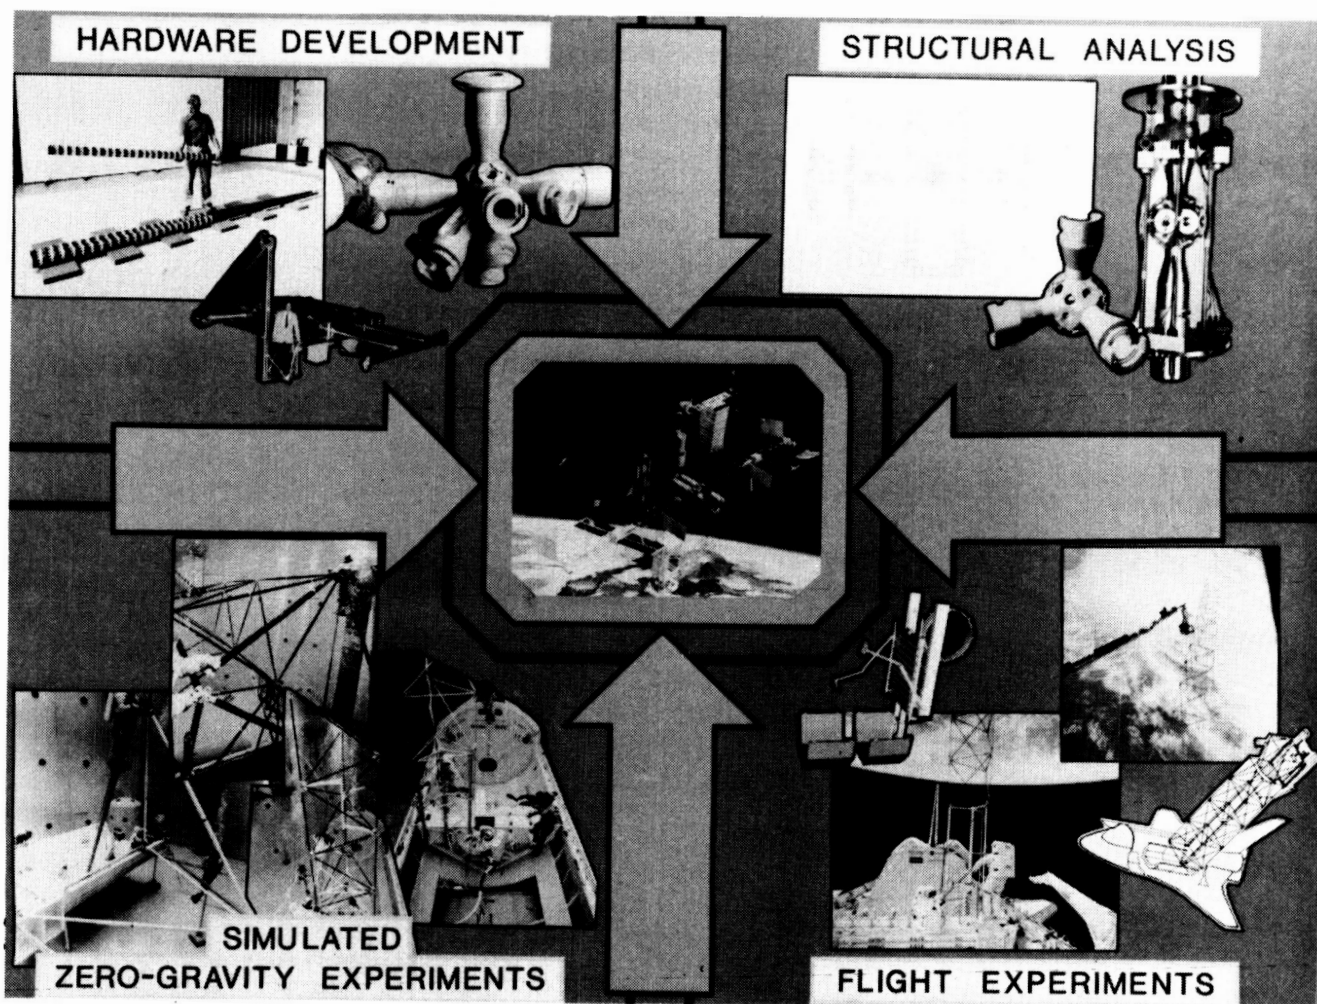 HARDWARE DEVELOPMENT
STRUCTURAL ANALYSIS
SIMULATED
ZERO-GRAVITY EXPERIMENTS
FLIGHT EXPERIMENTS